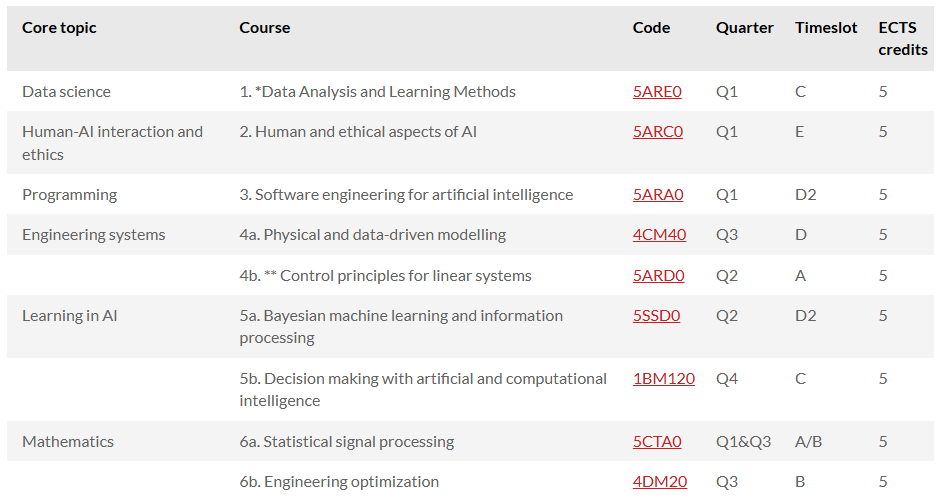 Core topic Course Code Quarter Timeslot ECTS
credits
Data science 1. *Data Analysis and Learning Methods 5ARE0 Q1 C 5
Human-AI interaction and 2. Human and ethical aspects of AI 5ARC0 Q1 E 5
ethics
Programming 3. Software engineering for artificial intelligence 5ARA0 Q1 D2 5
Engineering systems 4a. Physical and data-driven modelling 4CM40 Q3 D 5
4b. ** Control principles for linear systems 5ARD0 Q2 A 5
Learning in AI 5a. Bayesian machine learning and information 5SSD0 Q2 D2 5
processing
5b. Decision making with artificial and computational 1BM120 Q4 C 5
intelligence
Mathematics 6a. Statistical signal processing 5CTA0 Q1&Q3 A/B 5
6b. Engineering optimization 4DM20 Q3 B 5